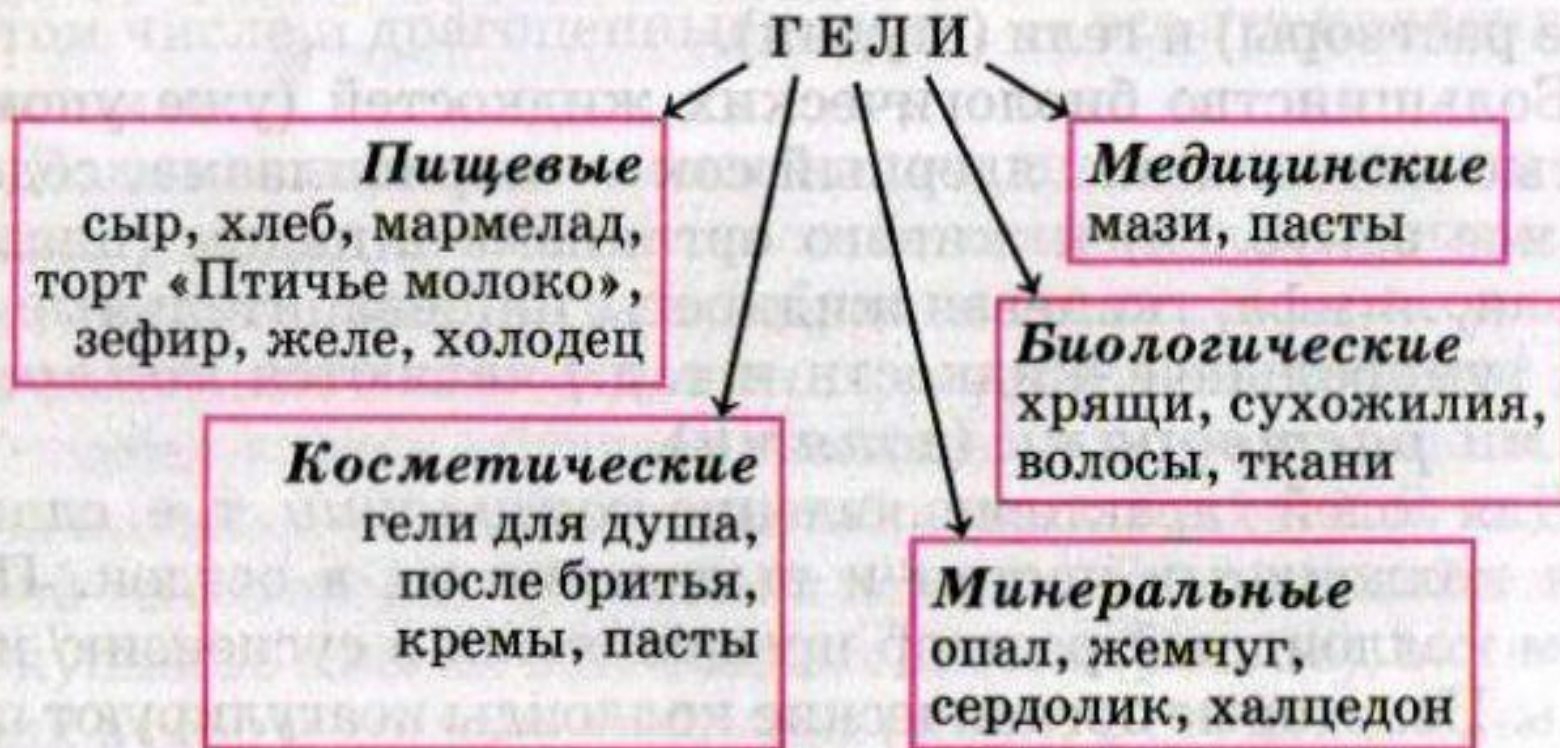 ГЕЛИ
Пищевые
сыр, хлеб, мармелад,
торт «Птичье молоко»,
зефир, желе, холодец
Медицинские
мази, пасты
Биологические
хрящи, сухожилия,
волосы, ткани
Косметические
гели для душа,
после бритья,
кремы, пасты
Минеральные
опал, жемчуг,
сердолик, халцедон